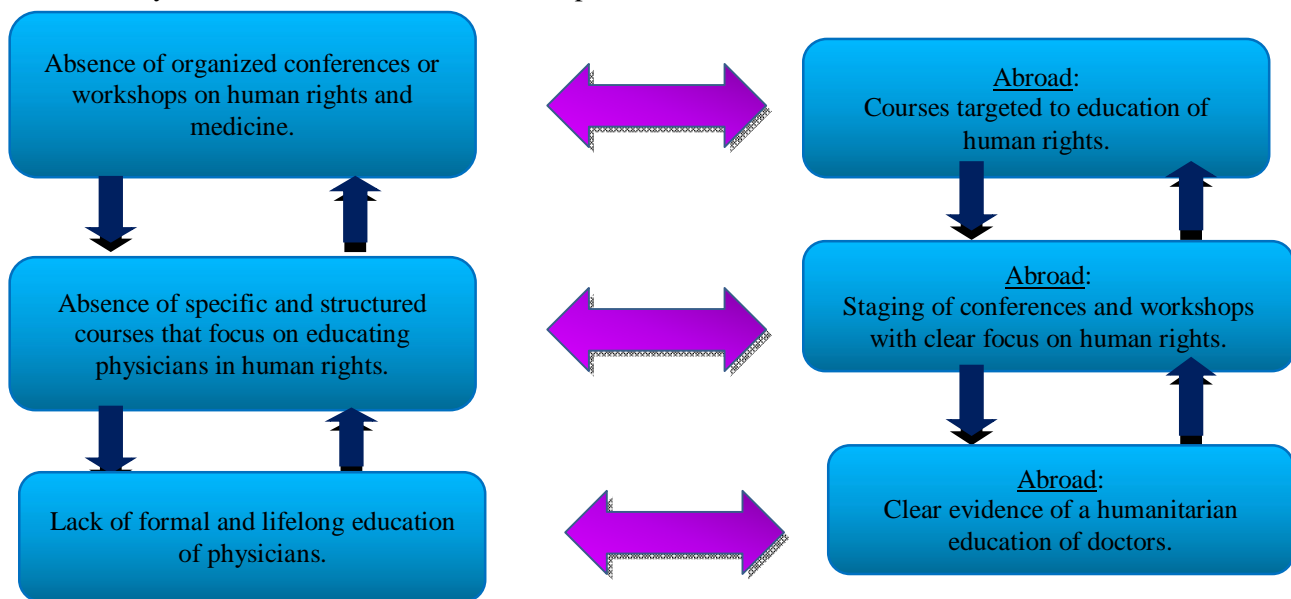 Absence of organized conferences or
workshops on human rights and
medicine.
Abroad:
Courses targeted to education of
human rights.
Absence of specific and structured
courses that focus on educating
physicians in human rights.
Abroad:
Staging of conferences and workshops
with clear focus on human rights.
Lack of formal and lifelong education
of physicians.
Abroad:
Clear evidence of a humanitarian
education of doctors.